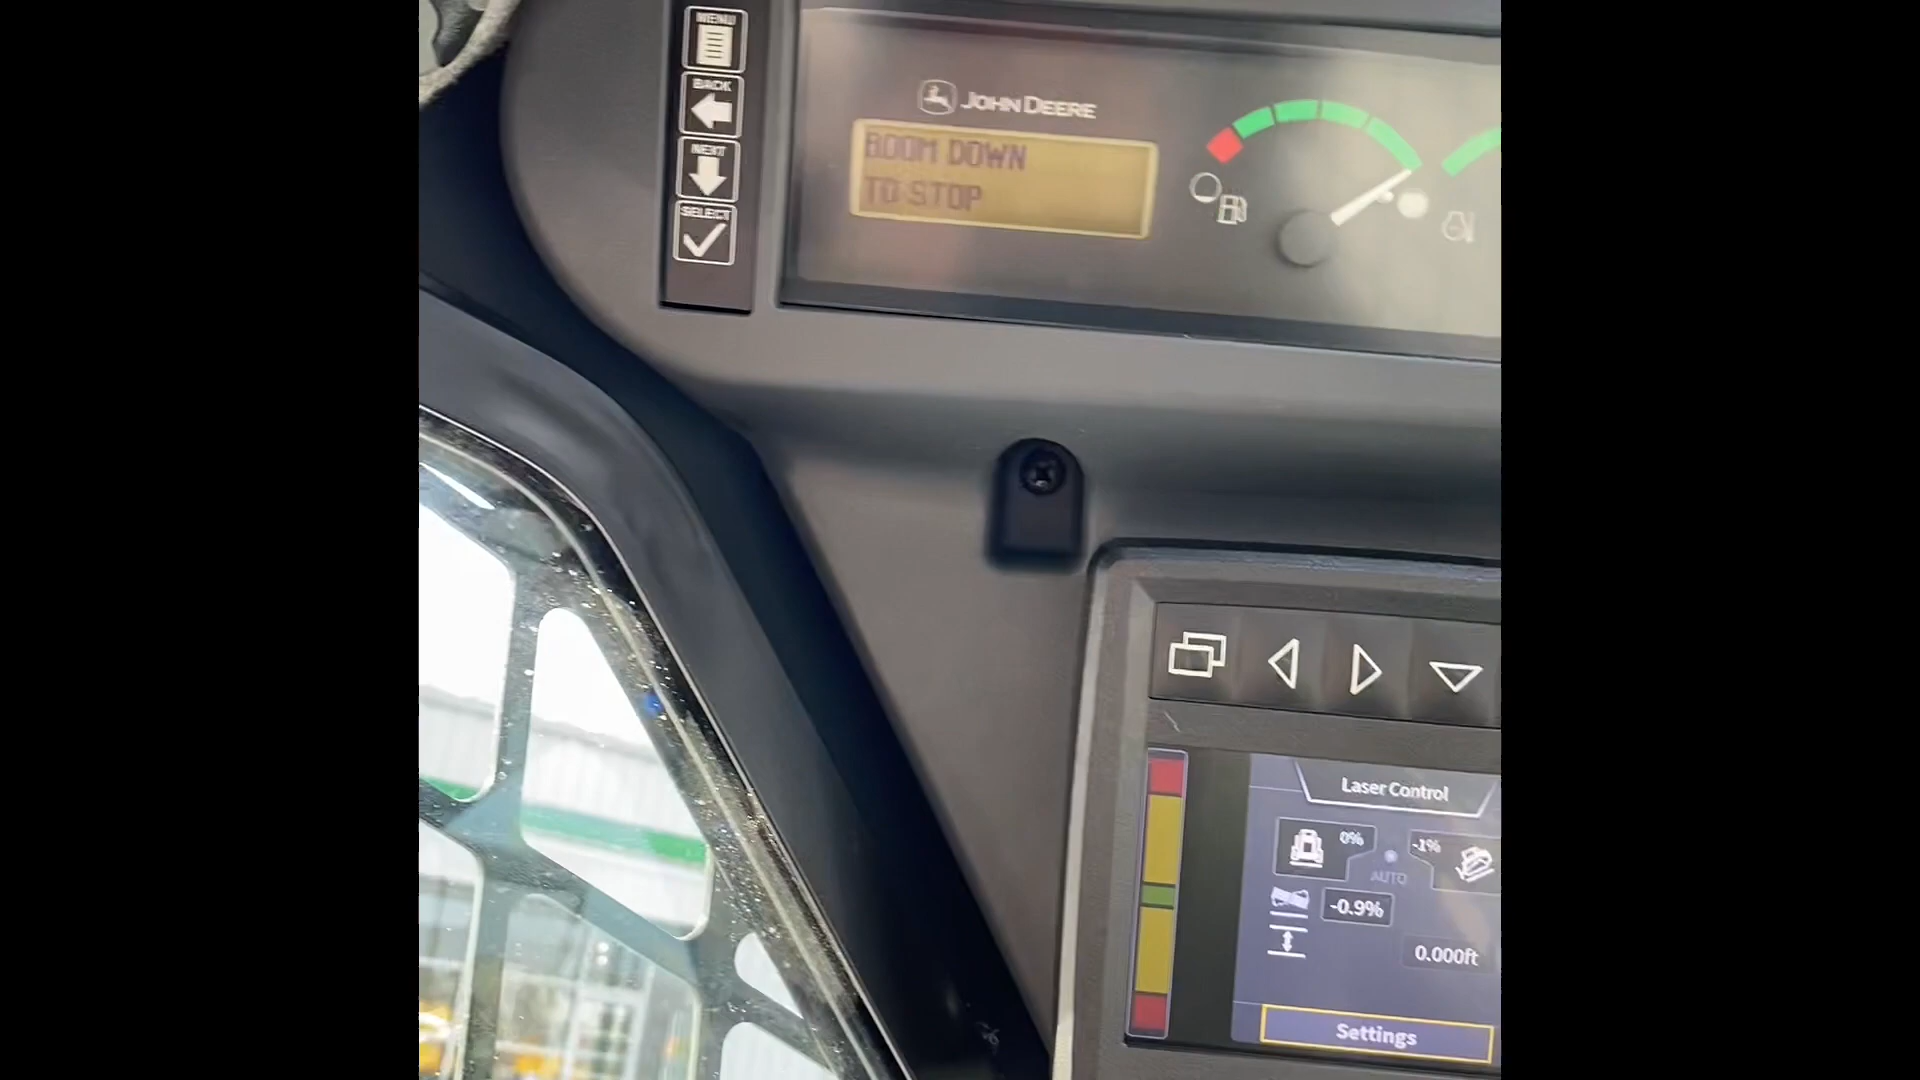 MENU
BACK
NEXT
SELECT
JOHN DEERE
BOOM DOWN
TO STOP
Laser Control
0%
-1%
AUTO
-0.9%
0.000ft
Settings